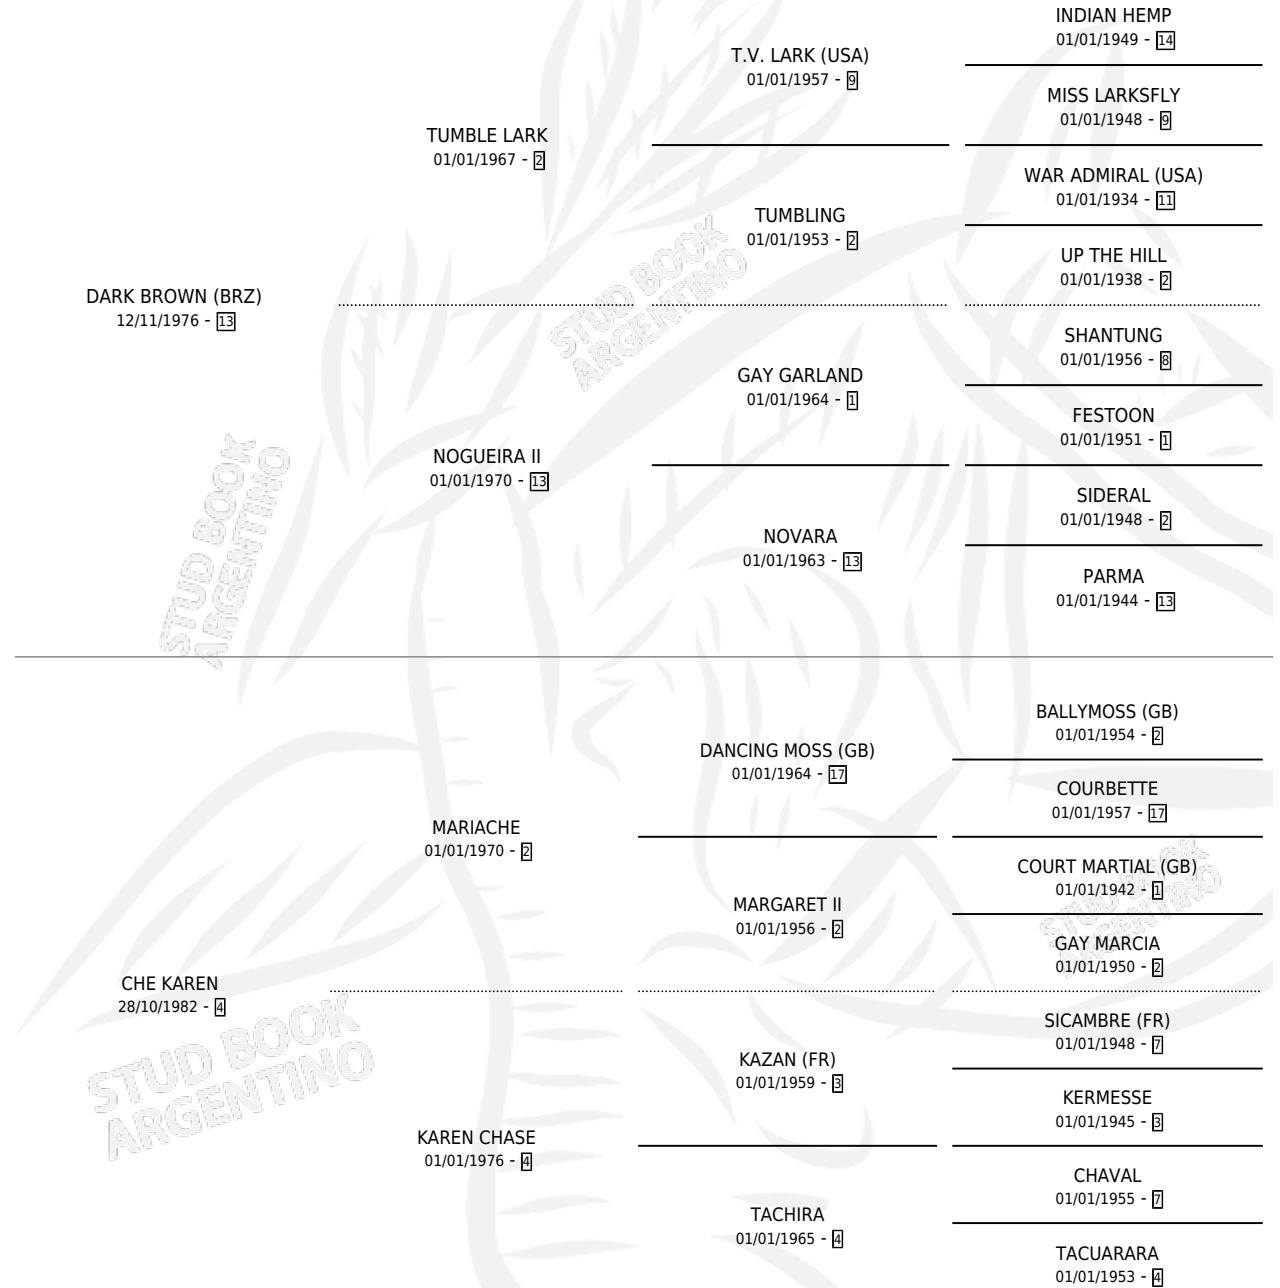 INDIAN HEMP
01/01/1949 - 14
T.V. LARK (USA)
01/01/1957 - 9
MISS LARKSFLY
01/01/1948 - 9
TUMBLE LARK
01/01/1967 - 2
WAR ADMIRAL (USA)
01/01/1934 - 11
TUMBLING
01/01/1953 - 2
UP THE HILL
01/01/1938 - 2
DARK BROWN (BRZ)
12/11/1976 - 13
SHANTUNG
01/01/1956 - 8
GAY GARLAND
01/01/1964 - 1
FESTOON
01/01/1951 - 1
NOGUEIRA II
01/01/1970 - 13
SIDERAL
01/01/1948 - 2
NOVARA
01/01/1963 - 13
PARMA
01/01/1944 - 13
BALLYMOSS (GB)
01/01/1954 - 2
DANCING MOSS (GB)
01/01/1964 - 17
COURBETTE
01/01/1957 - 17
MARIACHE
01/01/1970 - 2
COURT MARTIAL (GB)
01/01/1942 - 1
MARGARET II
01/01/1956 - 2
GAY MARCIA
01/01/1950 - 2
CHE KAREN
28/10/1982 - 4
SICAMBRE (FR)
01/01/1948 - 7
KAZAN (FR)
01/01/1959 - 3
KERMESSE
01/01/1945 - 3
KAREN CHASE
01/01/1976 - 4
CHAVAL
01/01/1955 - 7
TACHIRA
01/01/1965 - 4
TACUARARA
01/01/1953 - 4
STUD BOOK
ARGENTINO
STUD BOOK
ARGENTINO
STUD BOOK
ARGENTINO
STUD BOOK
ARGENTINO